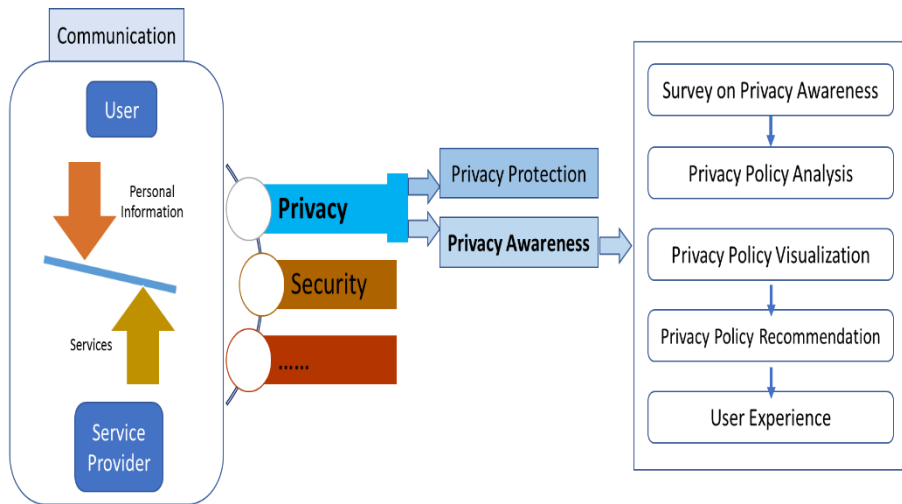 Communication
User
Personal
Information
Services
Service
Provider
Privacy
Security
......
Privacy Protection
Privacy Awareness
Survey on Privacy Awareness
Privacy Policy Analysis
Privacy Policy Visualization
Privacy Policy Recommendation
User Experience